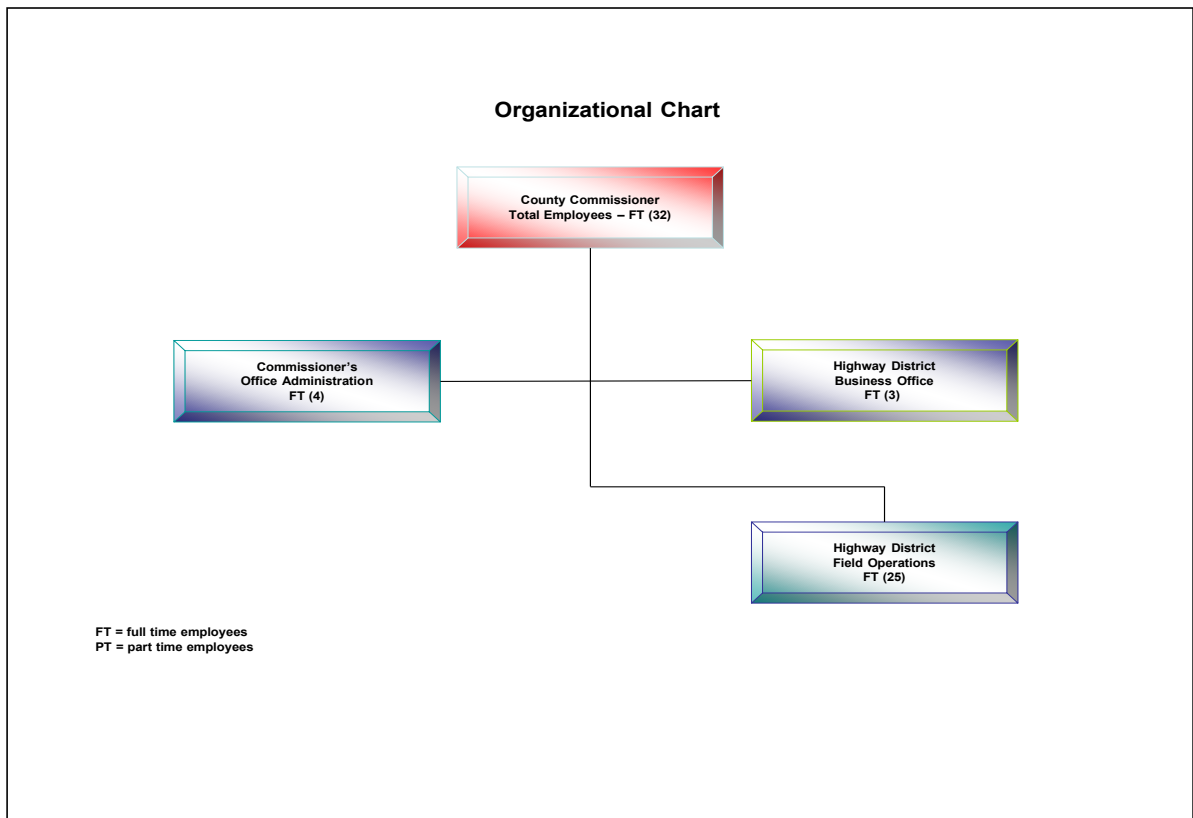 Organizational Chart
County Commissioner
Total Employees – FT (32)
Commissioner’s
Office Administration
FT (4)
Highway District
Business Office
FT (3)
Highway District
Field Operations
FT (25)
FT = full time employees
PT = part time employees